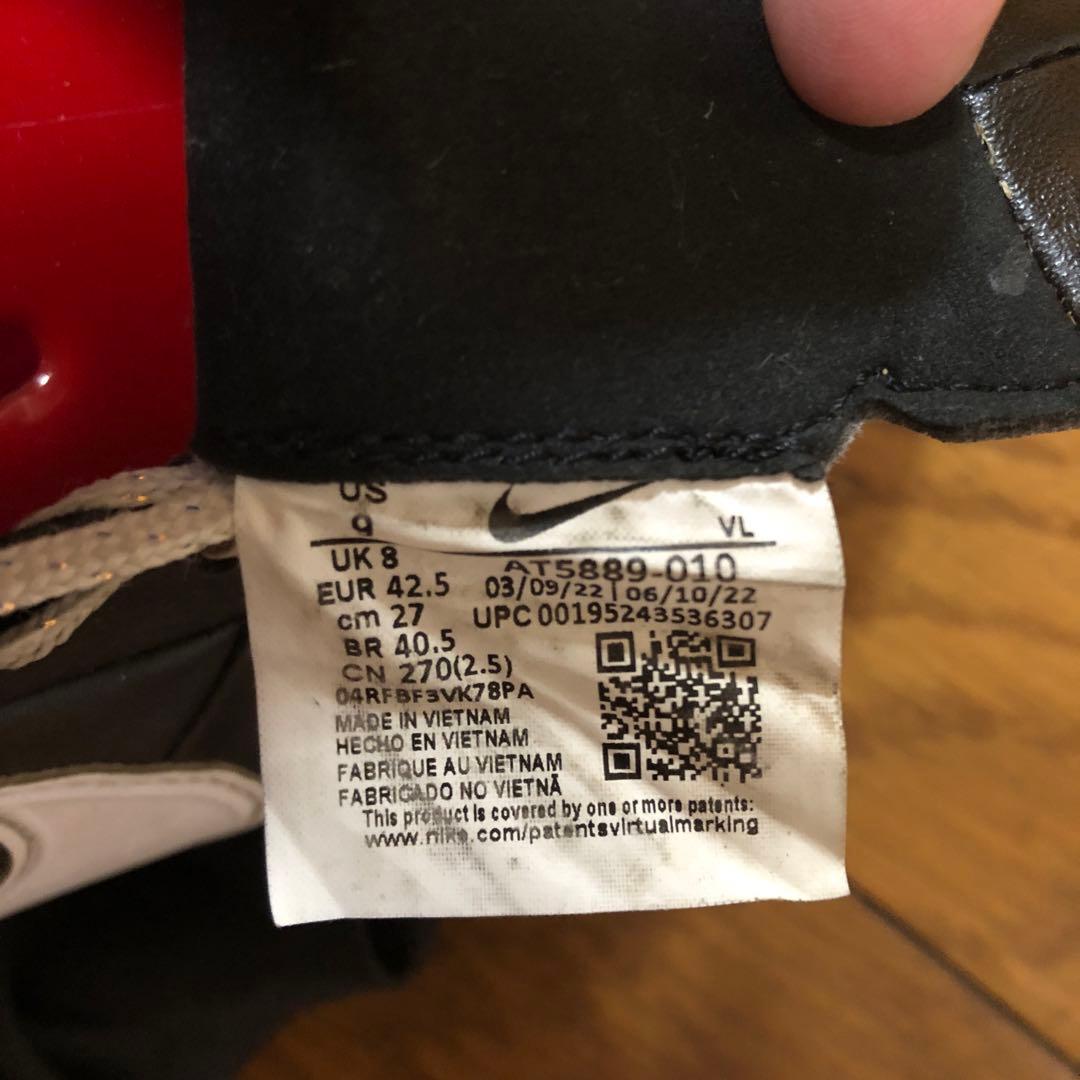 US
9
VL
UK 8
AT5889-010
EUR 42.5
03/09/22 | 06/10/22
cm 27
UPC 00195243536307
BR 40.5
CN 270(2.5)
04RFBF3VK78PA
MADE IN VIETNAM
HECHO EN VIETNAM
FABRIQUE AU VIETNAM
FABRICADO NO VIETNÃ
This product is covered by one or more patents:
www.nike.com/patentsvirtualmarking